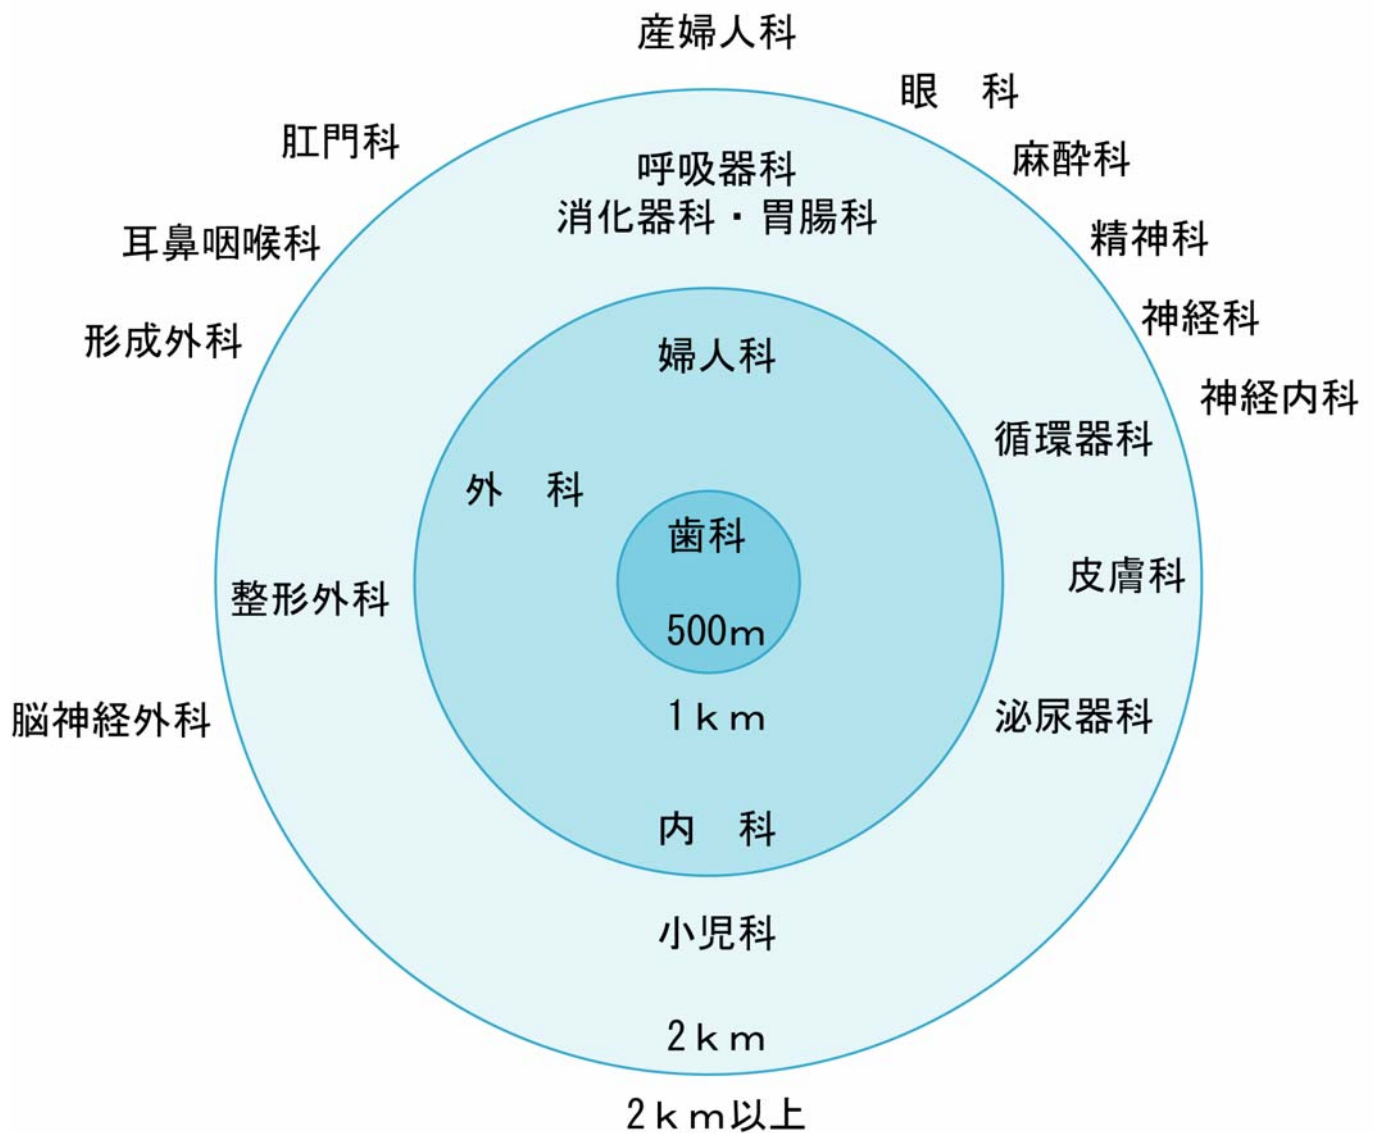 産婦人科
眼　科
肛門科
麻酔科
呼吸器科
消化器科・胃腸科
耳鼻咽喉科
精神科
神経科
形成外科
婦人科
神経内科
循環器科
外　科
歯科
皮膚科
整形外科
500m
1km
脳神経外科
泌尿器科
内　科
小児科
2km
2km以上